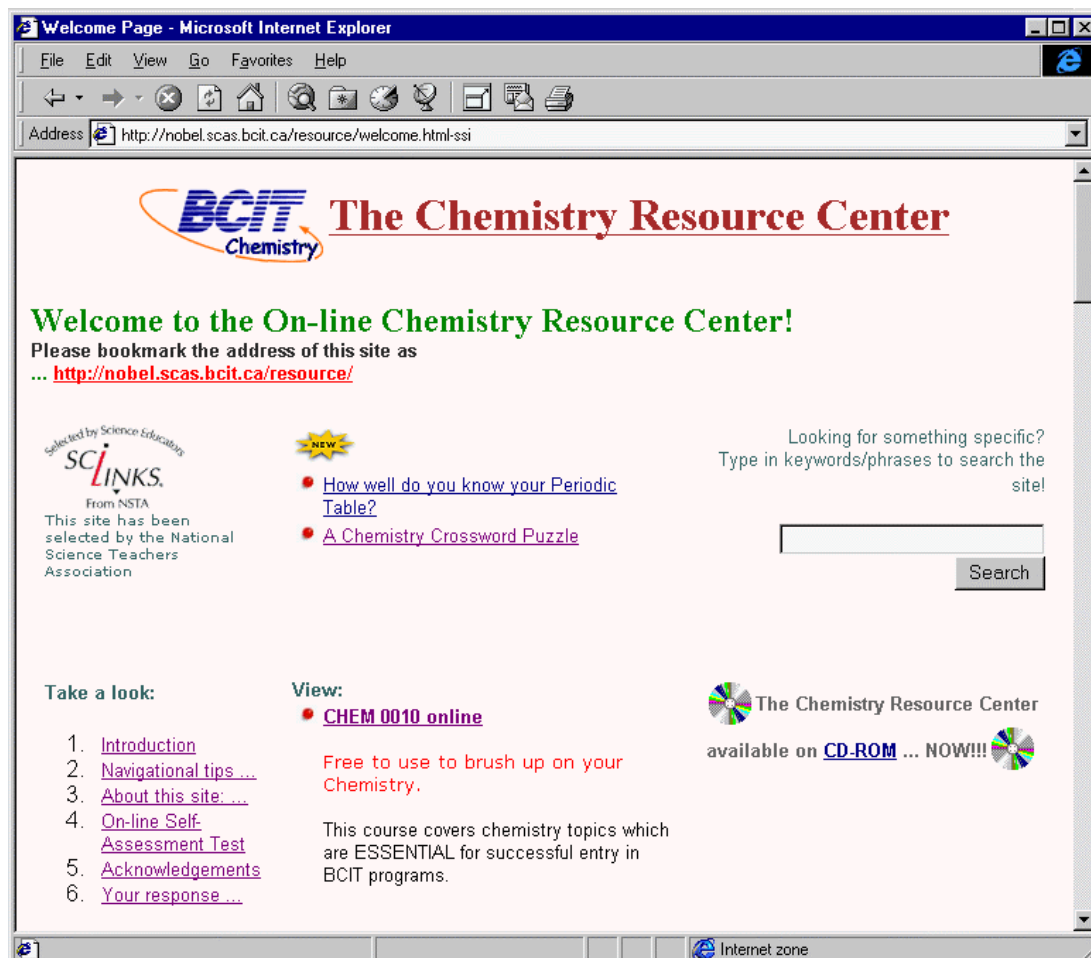 Welcome Page - Microsoft Internet Explorer
File Edit View Go Favorites Help
Address http://nobel.scas.bcit.ca/resource/welcome.html-ssi
BCIT
Chemistry
The Chemistry Resource Center
Welcome to the On-line Chemistry Resource Center!
Please bookmark the address of this site as
... http://nobel.scas.bcit.ca/resource/
Selected by Science Educators
SCI
LINKS.
From NSTA
This site has been
selected by the National
Science Teachers
Association
NEW
How well do you know your Periodic
Table?
A Chemistry Crossword Puzzle
Looking for something specific?
Type in keywords/phrases to search the
site!
Search
Take a look:
1. Introduction
2. Navigational tips ...
3. About this site: ...
4. On-line Self-
Assessment Test
5. Acknowledgements
6. Your response ...
View:
CHEM 0010 online
Free to use to brush up on your
Chemistry.
This course covers chemistry topics which
are ESSENTIAL for successful entry in
BCIT programs.
The Chemistry Resource Center
available on CD-ROM ... NOW!!!
Internet zone